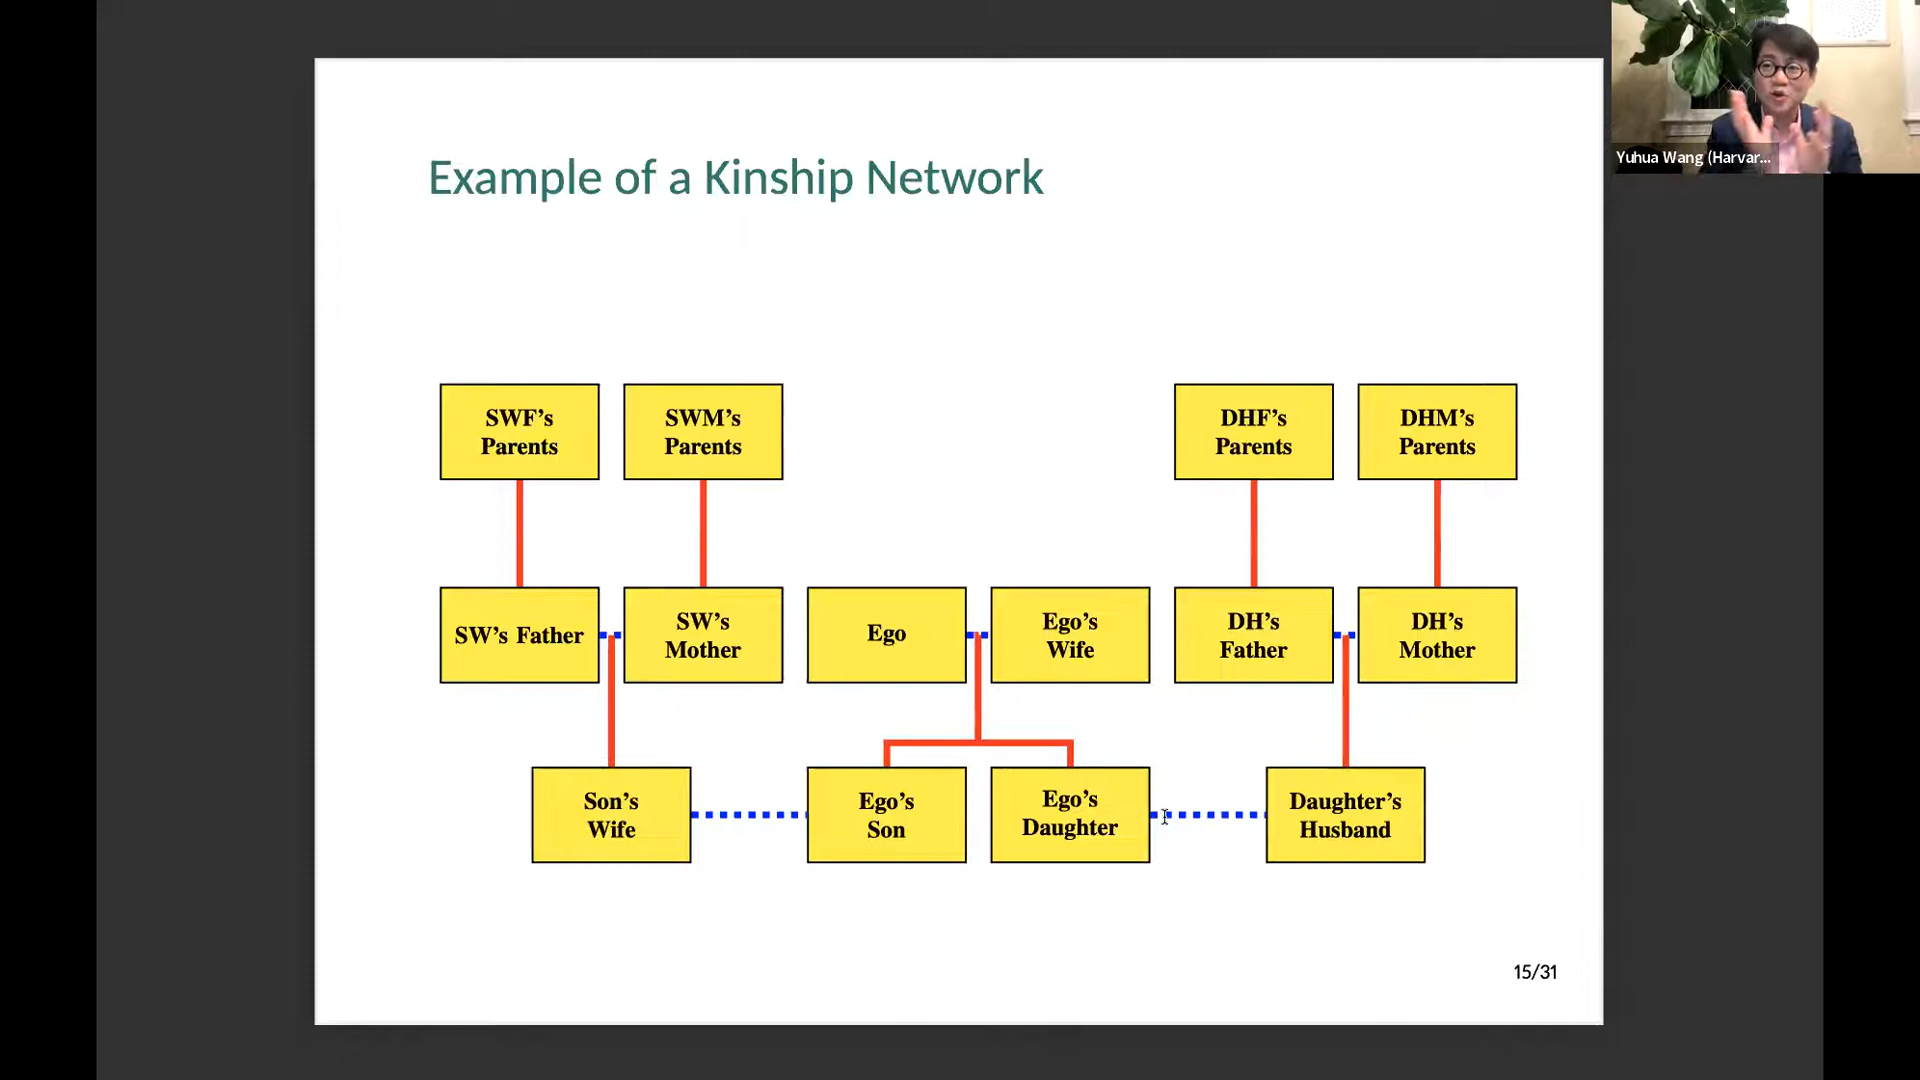 Yuhua Wang (Harvar...
Example of a Kinship Network
SWF's
Parents
SWM's
Parents
DHF's
Parents
DHM's
Parents
SW's Father
SW's
Mother
Ego
Ego's
Wife
DH's
Father
DH's
Mother
Son's
Wife
Ego's
Son
Ego's
Daughter
Daughter's
Husband
15/31